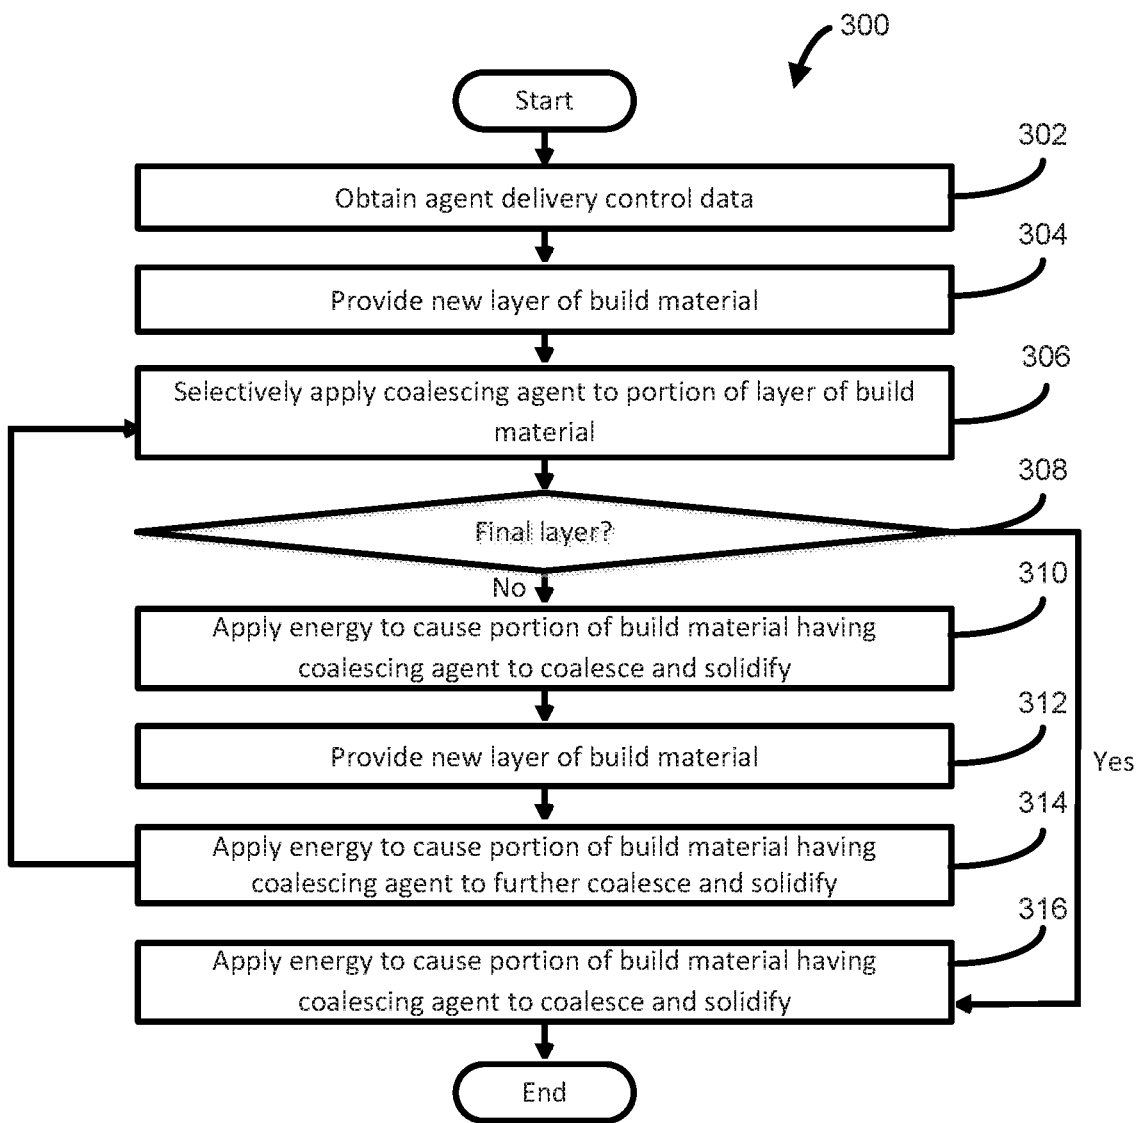 300
Start
302
Obtain agent delivery control data
304
Provide new layer of build material
306
Selectively apply coalescing agent to portion of layer of build
material
308
Final layer?
No
310
Apply energy to cause portion of build material having
coalescing agent to coalesce and solidify
312
Provide new layer of build material
Yes
314
Apply energy to cause portion of build material having
coalescing agent to further coalesce and solidify
316
Apply energy to cause portion of build material having
coalescing agent to coalesce and solidify
End